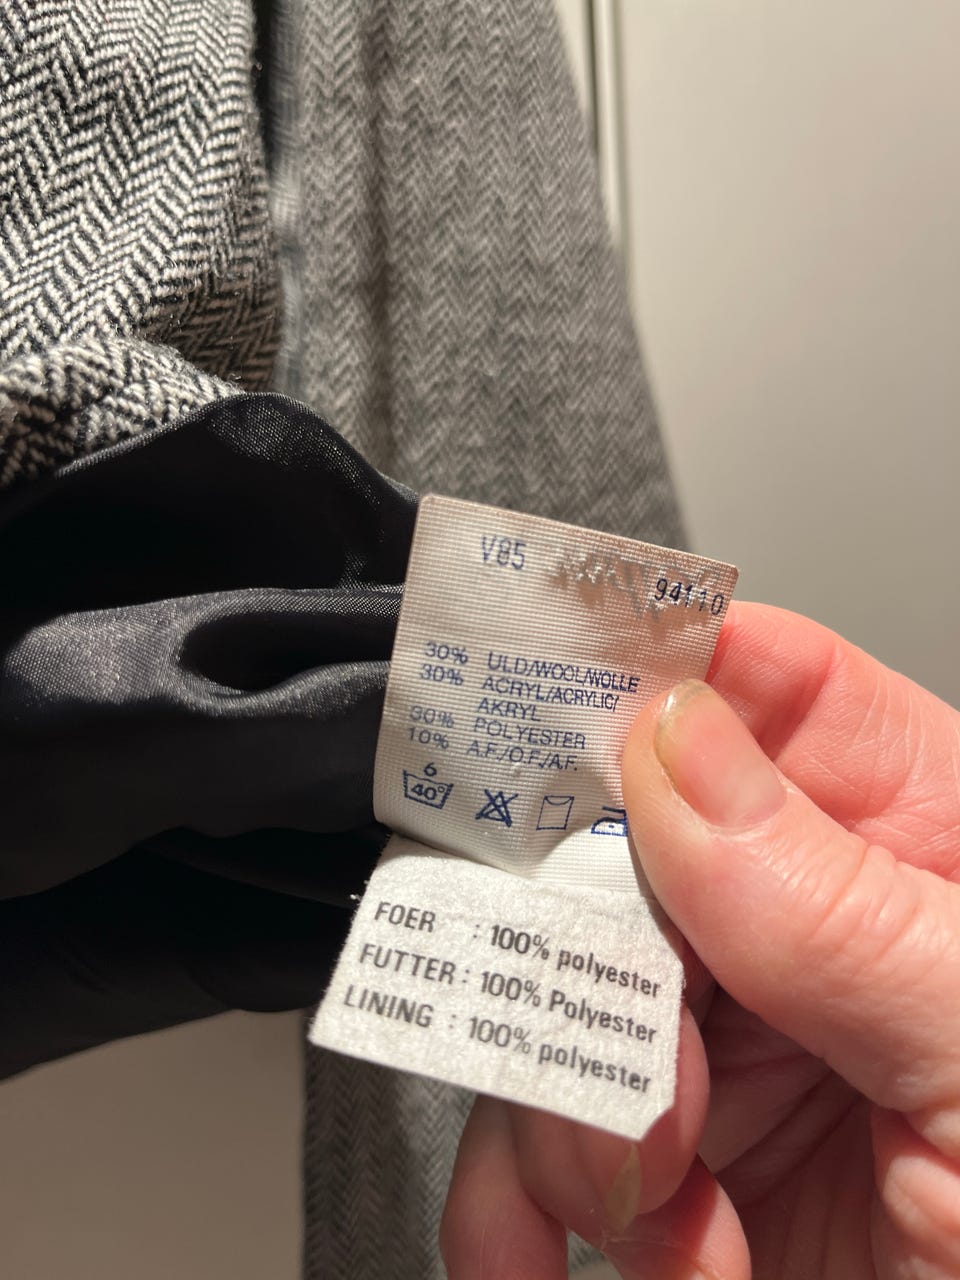 V85 94110
30% ULD/WOOL/WOLLE
30% ACRYL/ACRYLIC/
AKRYL
30% POLYESTER
10% A.F./O.F./A.F.
6
40°
FOER : 100% polyester
FUTTER : 100% Polyester
LINING : 100% polyester